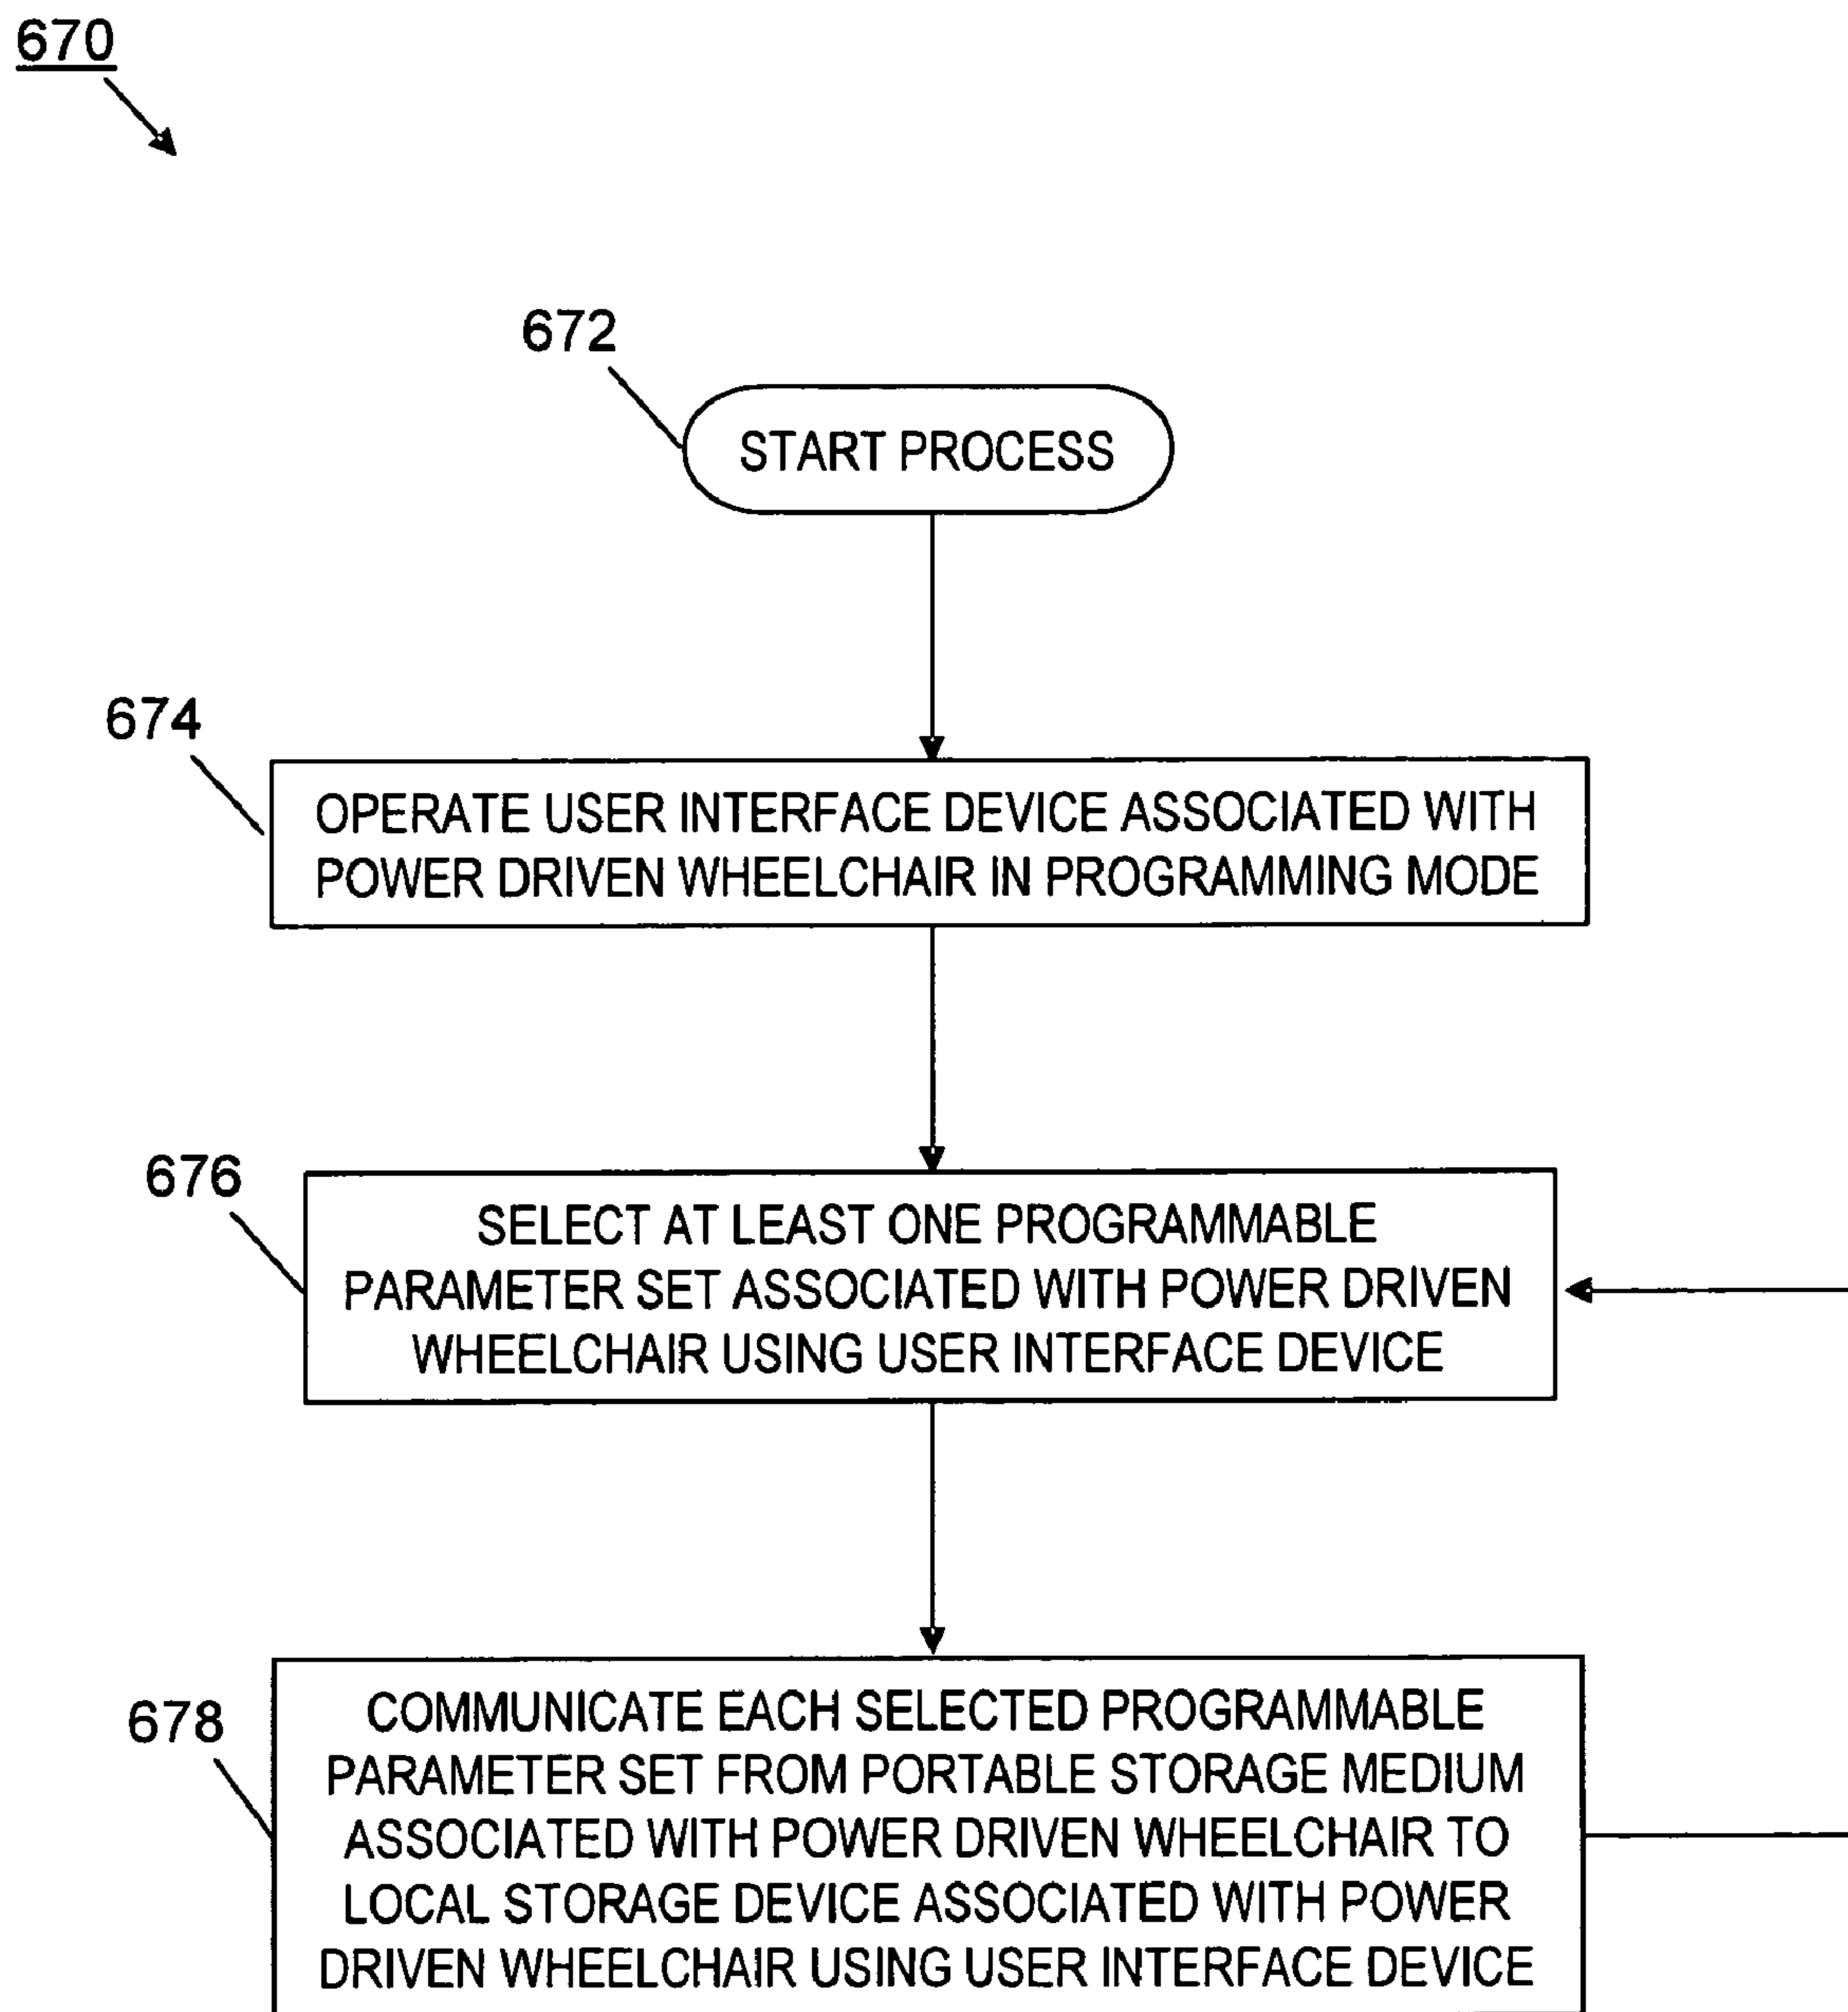 670
672
START PROCESS
674
OPERATE USER INTERFACE DEVICE ASSOCIATED WITH
POWER DRIVEN WHEELCHAIR IN PROGRAMMING MODE
676
SELECT AT LEAST ONE PROGRAMMABLE
PARAMETER SET ASSOCIATED WITH POWER DRIVEN
WHEELCHAIR USING USER INTERFACE DEVICE
678
COMMUNICATE EACH SELECTED PROGRAMMABLE
PARAMETER SET FROM PORTABLE STORAGE MEDIUM
ASSOCIATED WITH POWER DRIVEN WHEELCHAIR TO
LOCAL STORAGE DEVICE ASSOCIATED WITH POWER
DRIVEN WHEELCHAIR USING USER INTERFACE DEVICE